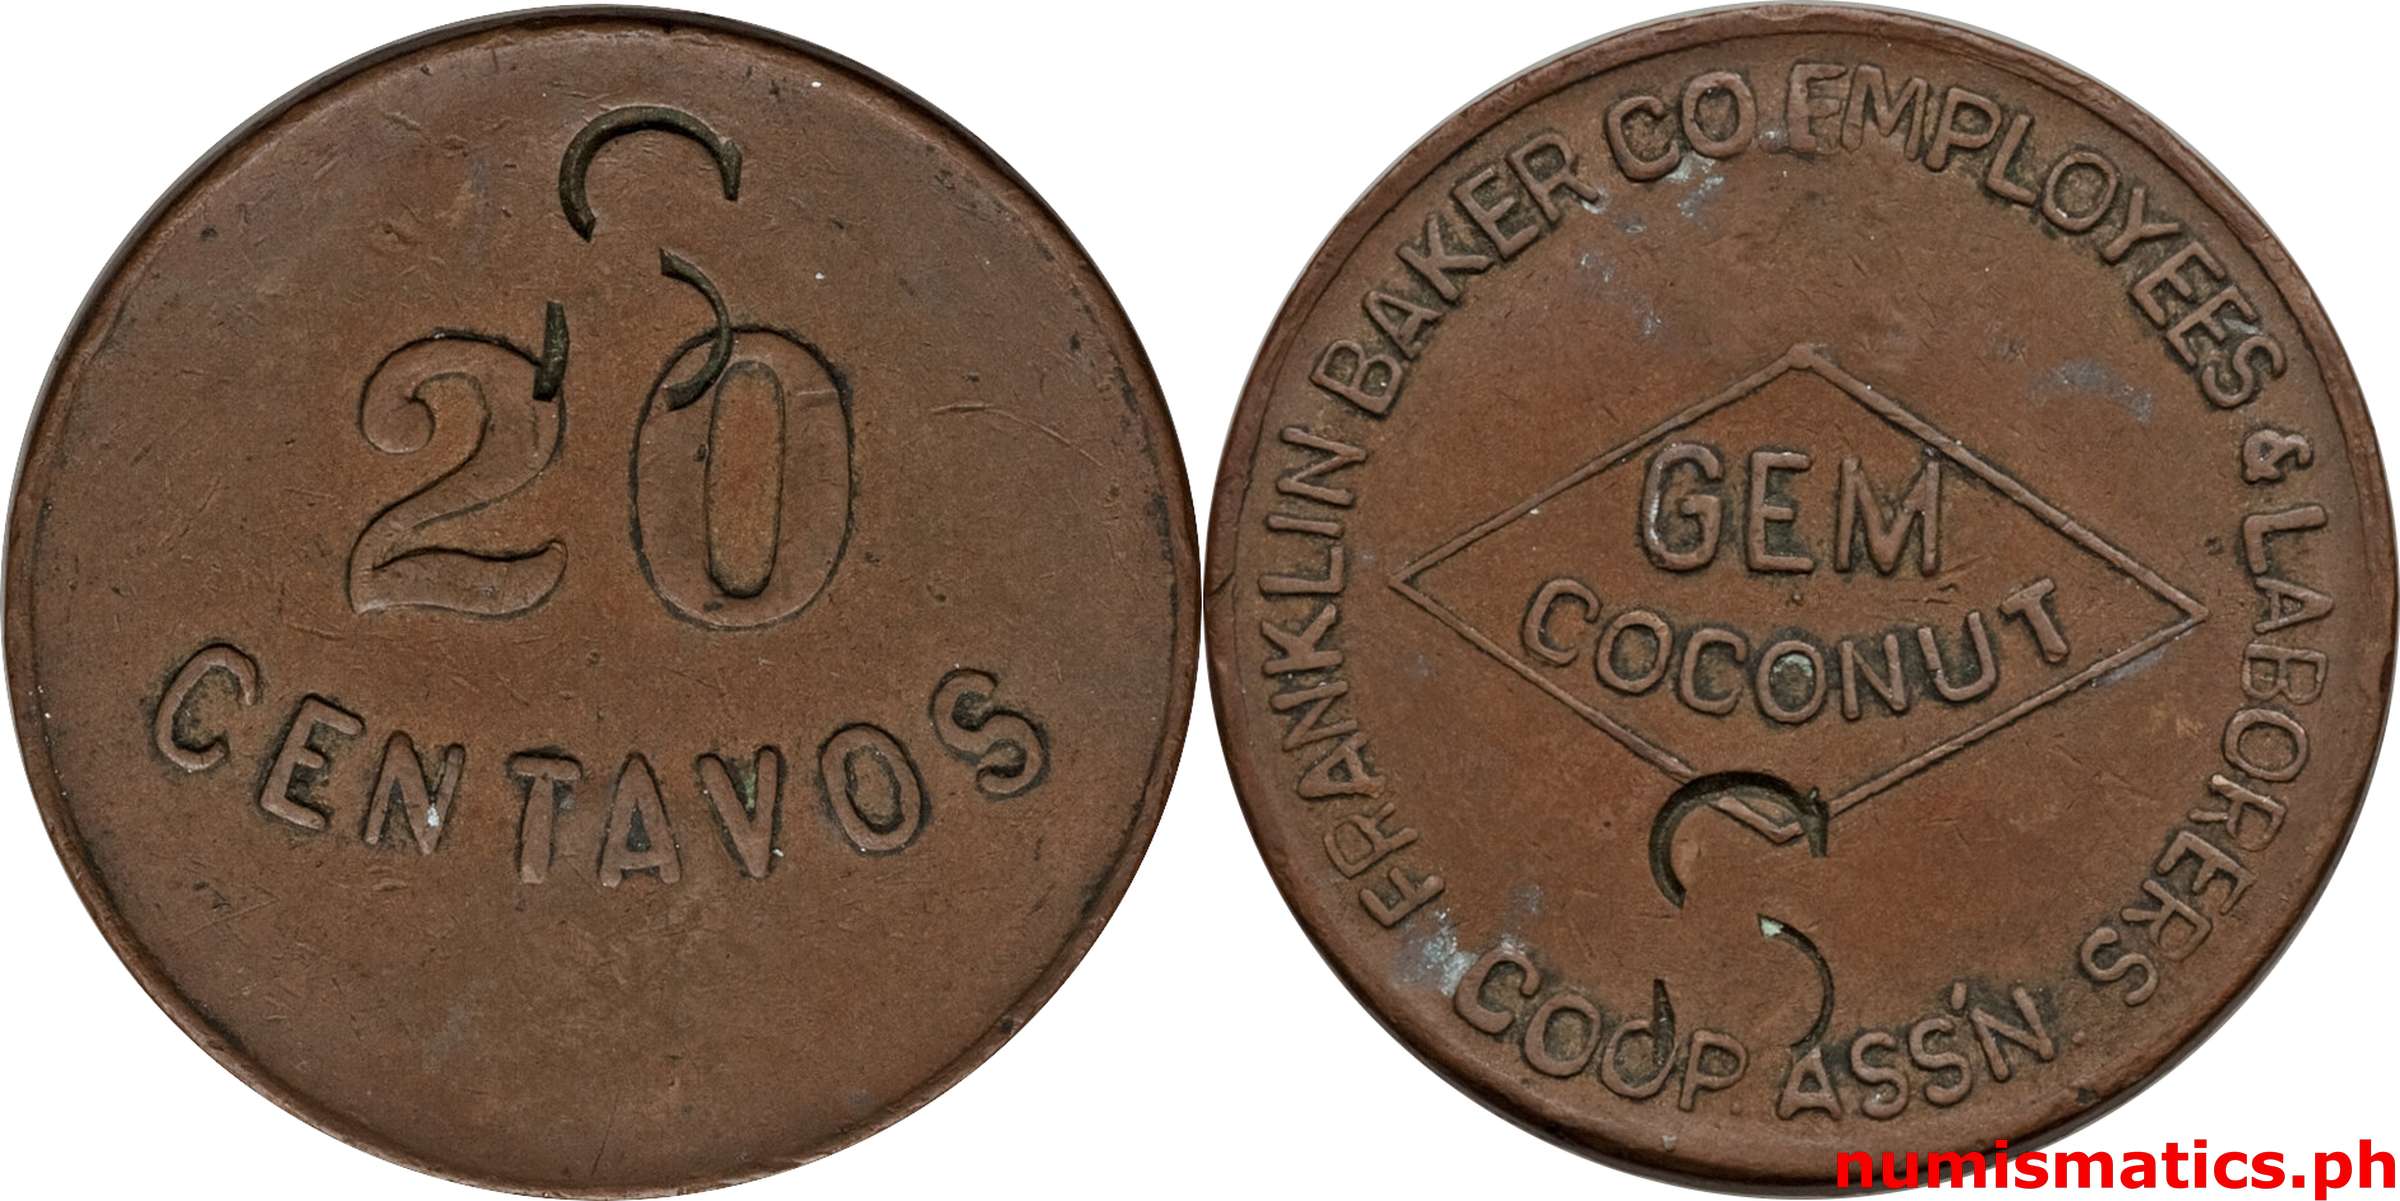 20
CENTAVOS
FRANKLIN BAKER CO. EMPLOYEES & LABORERS
GEM
COCONUT
COOP. ASS'N.
S
S
numismatics.ph